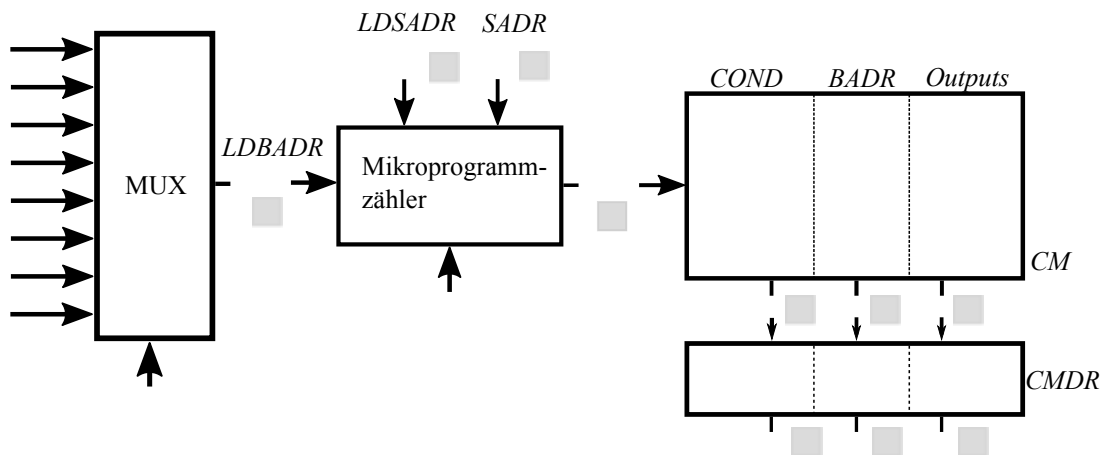 LDSADR SADR
COND BADR Outputs
LDBADR
MUX
Mikroprogramm-
zähler
CM
CMDR